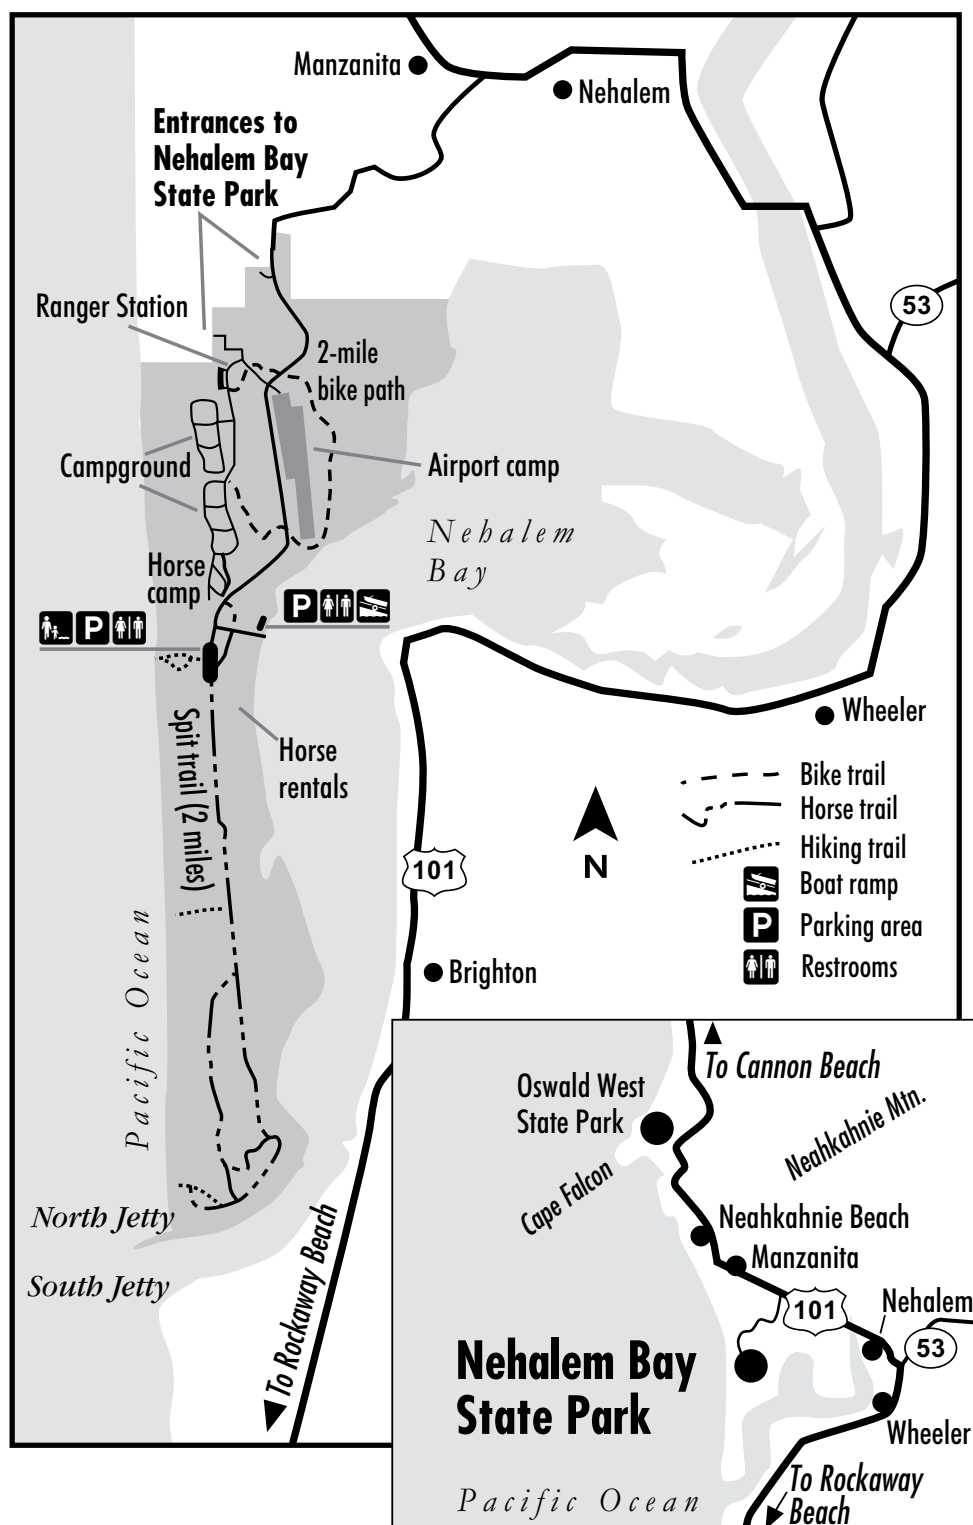 Manzanita
Nehalem
Entrances to
Nehalem Bay
State Park
53
Ranger Station
2-mile
bike path
Campground
Airport camp
Nehalem
Bay
Horse
camp
P
P
Wheeler
Spit trail (2 miles)
Horse
rentals
Bike trail
Horse trail
Hiking trail
Boat ramp
P
Parking area
Restrooms
N
101
Pacific Ocean
Brighton
North Jetty
South Jetty
To Rockaway Beach
To Cannon Beach
Oswald West
State Park
Neahkahnie Mtn.
Cape Falcon
Neahkahnie Beach
Manzanita
101
Nehalem
53
Nehalem Bay
State Park
Wheeler
To Rockaway
Beach
Pacific Ocean